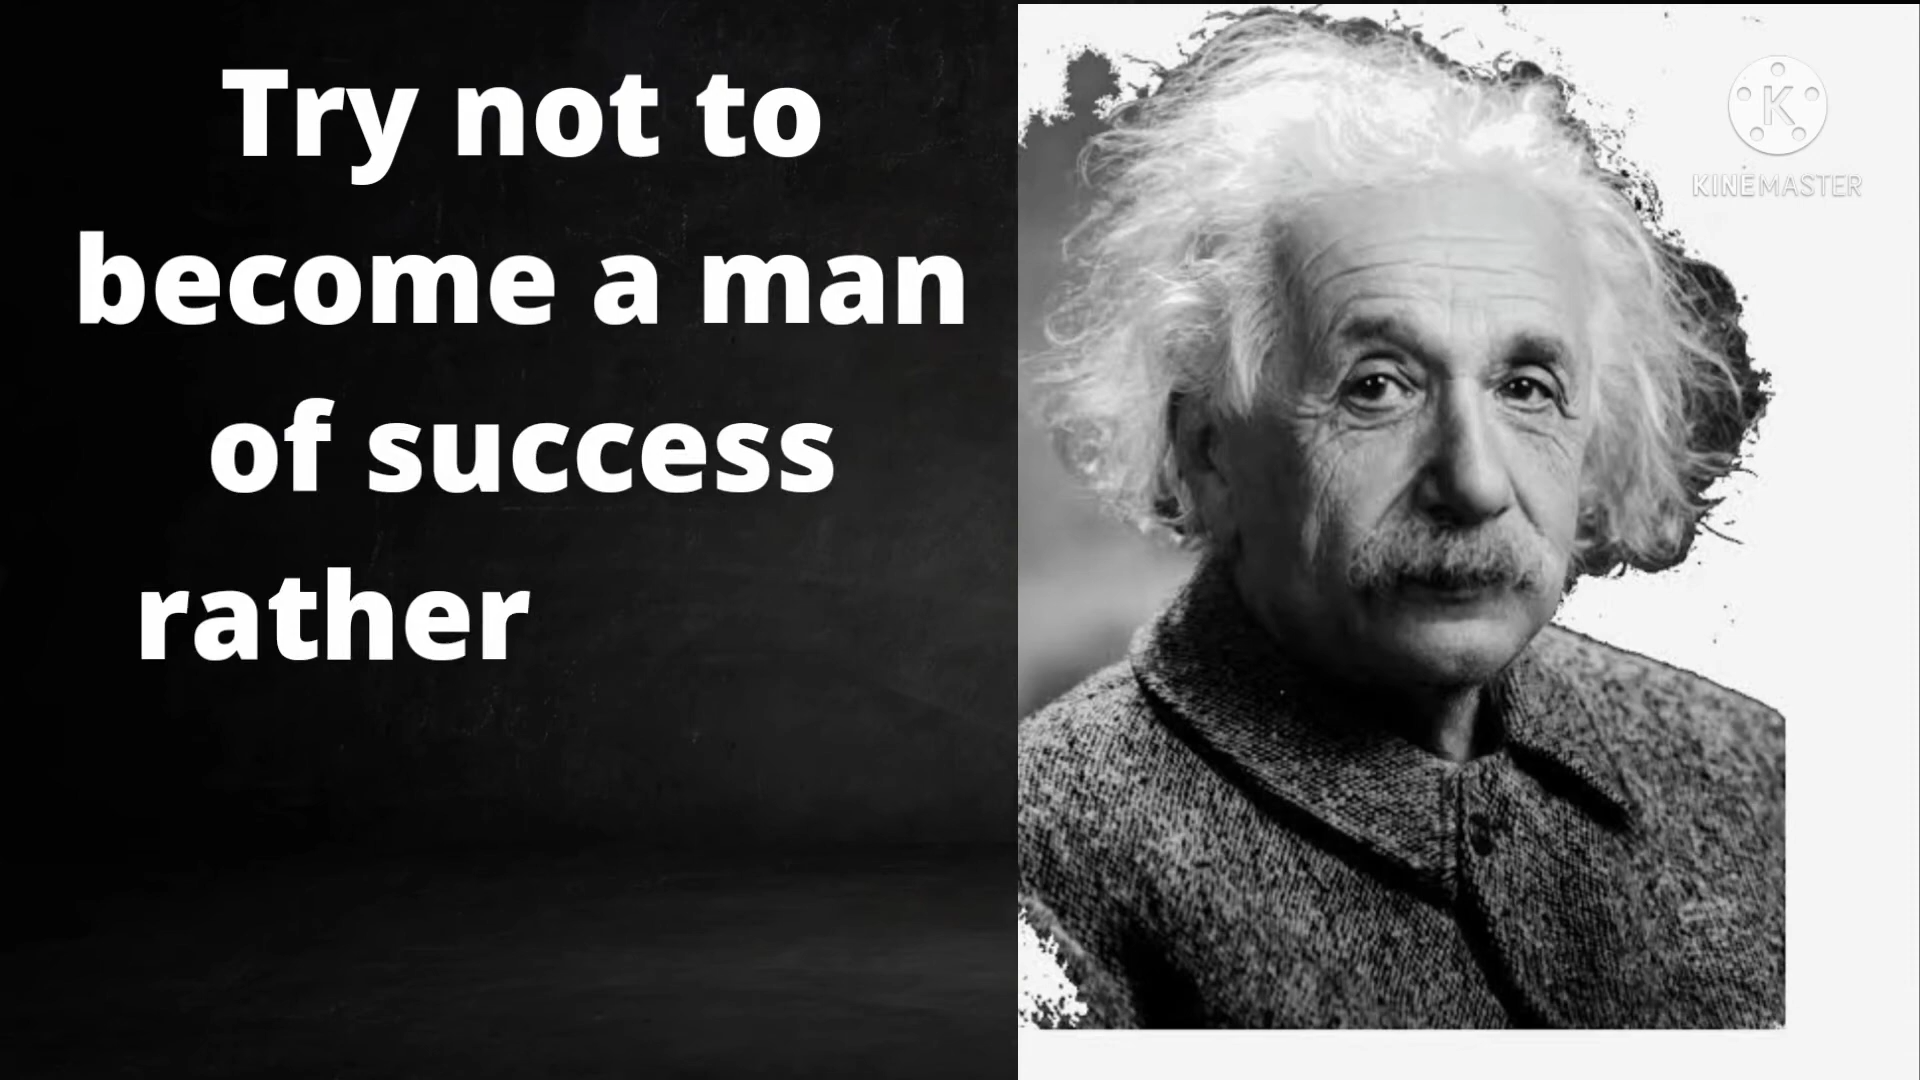 Try not to
become a man
of success
rather
K
KINEMASTER